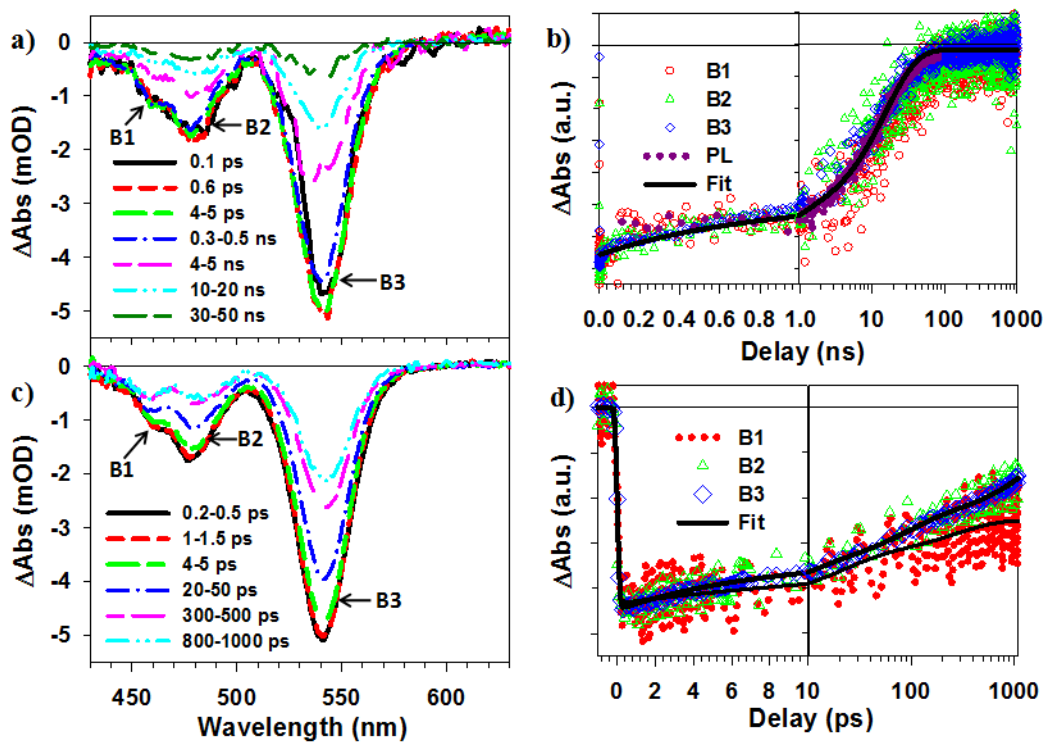 a)
0
-1
-2
-3
-4
-5
ΔAbs (mOD)
B1
B2
B3
0.1 ps
0.6 ps
4-5 ps
0.3-0.5 ns
4-5 ns
10-20 ns
30-50 ns
b)
ΔAbs (a.u.)
B1
B2
B3
PL
Fit
0.0 0.2 0.4 0.6 0.8 1.0 10 100 1000
Delay (ns)
c)
0
-1
-2
-3
-4
-5
ΔAbs (mOD)
B1
B2
B3
0.2-0.5 ps
1-1.5 ps
4-5 ps
20-50 ps
300-500 ps
800-1000 ps
450 500 550 600
Wavelength (nm)
d)
ΔAbs (a.u.)
B1
B2
B3
Fit
0 2 4 6 8 10 100 1000
Delay (ps)